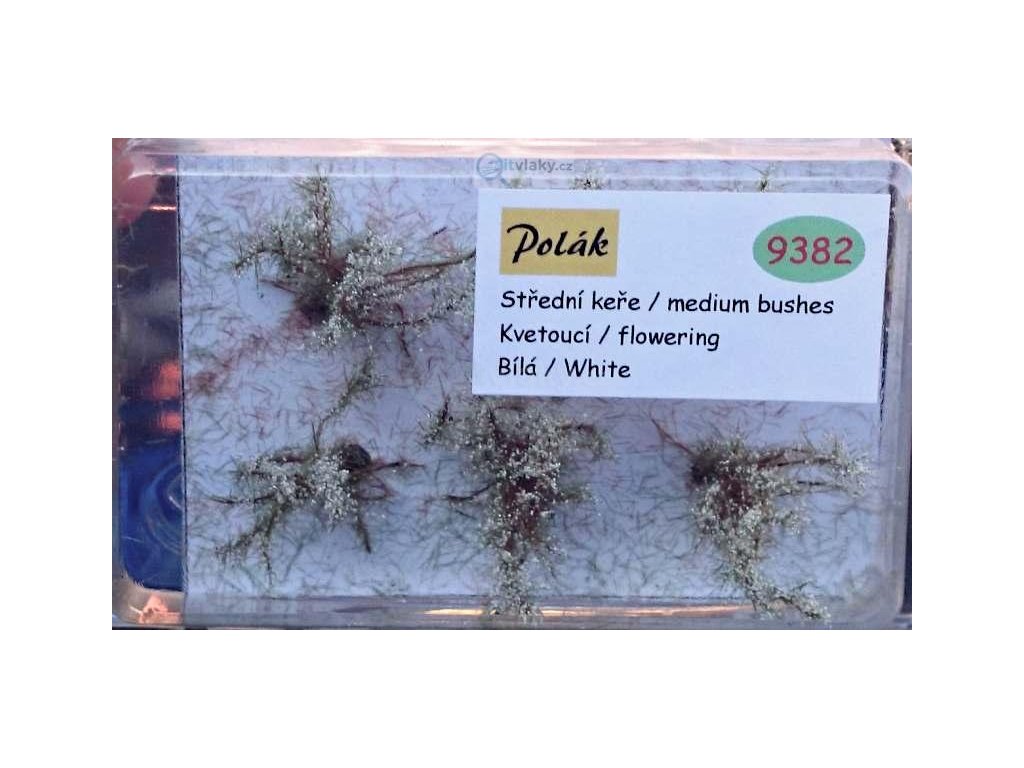 itvlaky.cz
Polák
9382
Střední keře / medium bushes
Kvetoucí / flowering
Bílá / White